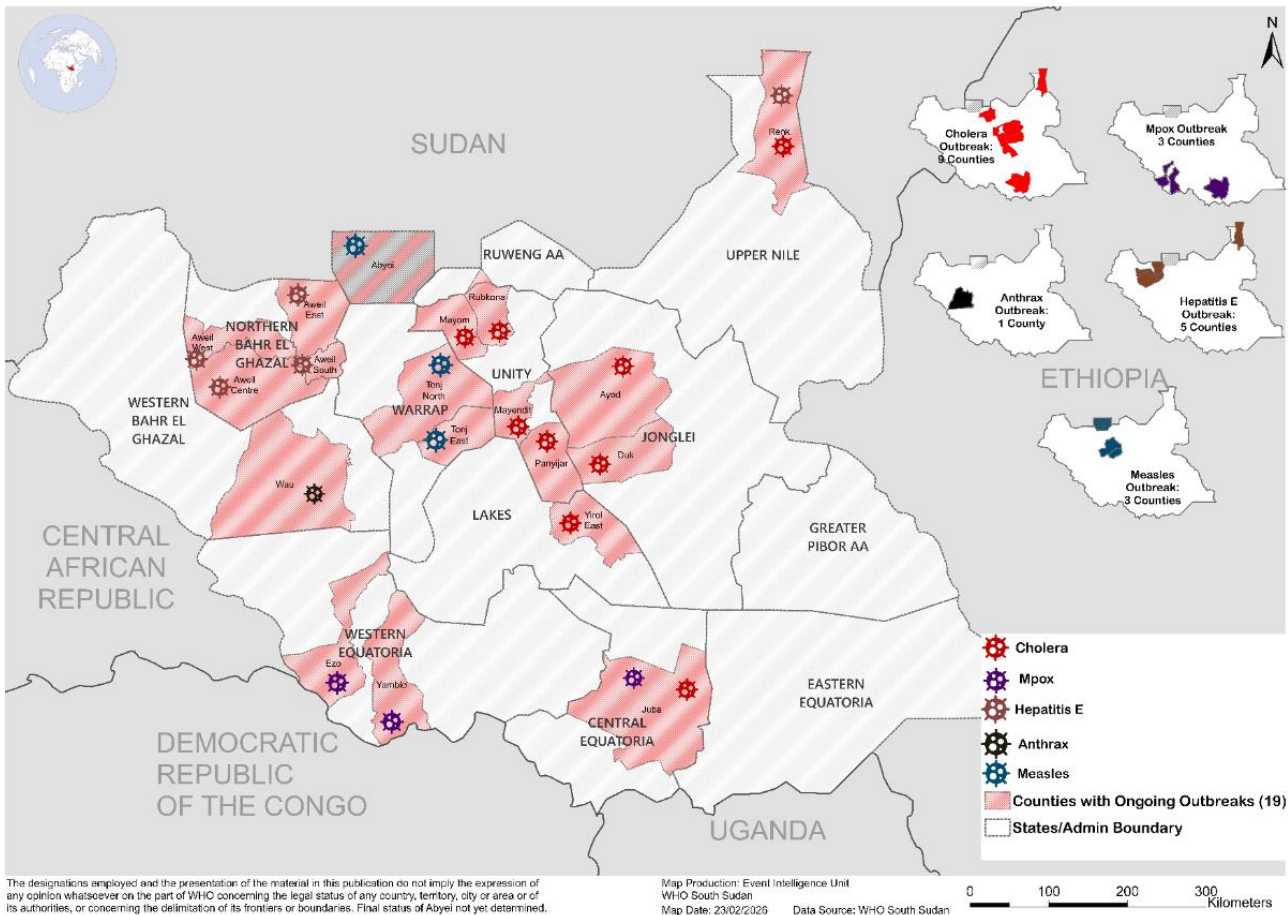 N
SUDAN
Renk
RUWENG AA
UPPER NILE
Abyei
Rubkona
Mayom
Aweil
East
NORTHERN
BAHR EL
GHAZAL
Aweil
West
Aweil
South
Aweil
Centre
WESTERN
BAHR EL
GHAZAL
Tonj
North
WARRAP
Tonj
East
UNITY
Mayendit
Panyijar
Ayod
JONGLEI
Duk
Wau
LAKES
Yirol
East
GREATER
PIBOR AA
CENTRAL
AFRICAN
REPUBLIC
WESTERN
EQUATORIA
Ezo
Yambio
Juba
CENTRAL
EQUATORIA
EASTERN
EQUATORIA
DEMOCRATIC
REPUBLIC
OF THE CONGO
UGANDA
ETHIOPIA
Cholera
Outbreak:
9 Counties
Mpox Outbreak
3 Counties
Anthrax
Outbreak:
1 County
Hepatitis E
Outbreak:
5 Counties
Measles
Outbreak:
3 Counties
Cholera
Mpox
Hepatitis E
Anthrax
Measles
Counties with Ongoing Outbreaks (19)
States/Admin Boundary
The designations employed and the presentation of the material in this publication do not imply the expression of
any opinion whatsoever on the part of WHO concerning the legal status of any country, territory, city or area or of
its authorities, or concerning the delimitation of its frontiers or boundaries. Final status of Abyei not yet determined.
Map Production: Event Intelligence Unit
WHO South Sudan
Map Date: 23/02/2026 Data Source: WHO South Sudan
0 100 200 300
Kilometers